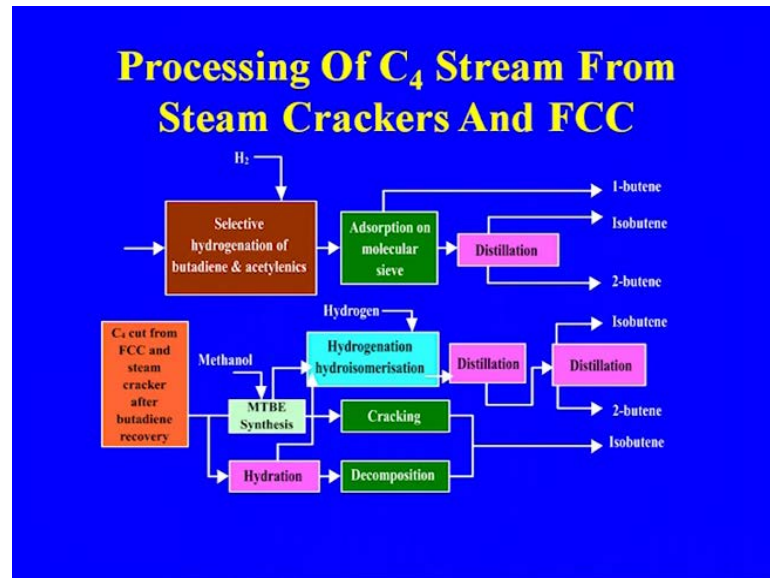 Processing Of C₄ Stream From
Steam Crackers And FCC
H₂
Selective
hydrogenation of
butadiene & acetylenics
Adsorption on
molecular
sieve
1-butene
Isobutene
Distillation
2-butene
Hydrogen
C₄ cut from
FCC and
steam
cracker
after
butadiene
recovery
Methanol
Hydrogenation
hydroisomerisation
Distillation
Isobutene
Distillation
2-butene
MTBE
Synthesis
Cracking
Isobutene
Hydration
Decomposition